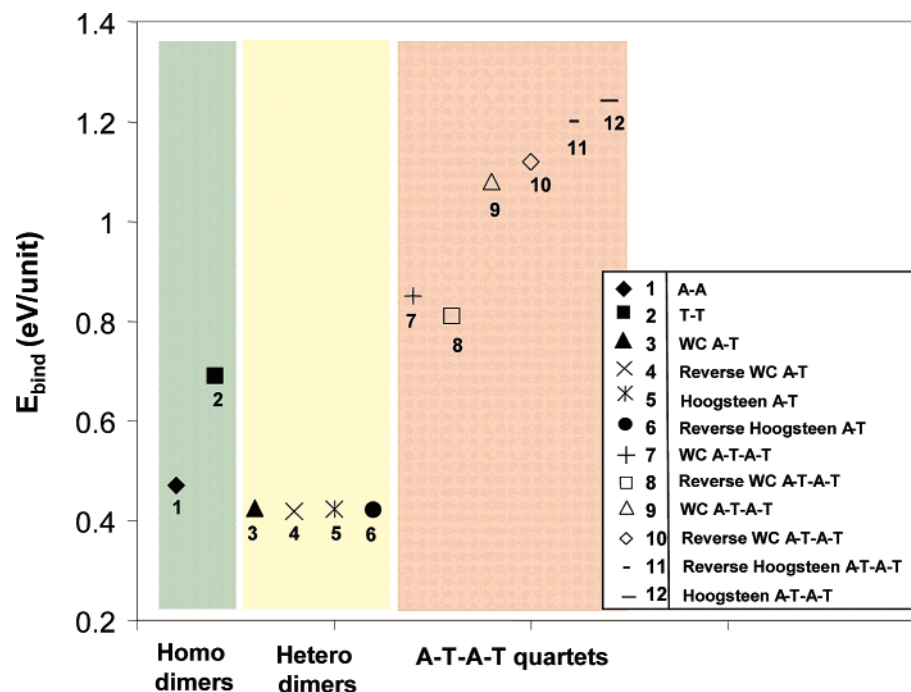 1.4
1.2
1
0.8
0.6
0.4
0.2
E_bind (eV/unit)
1
2
3
4
5
6
7
8
9
10
11
12
1 A-A
2 T-T
3 WC A-T
4 Reverse WC A-T
5 Hoogsteen A-T
6 Reverse Hoogsteen A-T
7 WC A-T-A-T
8 Reverse WC A-T-A-T
9 WC A-T-A-T
10 Reverse WC A-T-A-T
11 Reverse Hoogsteen A-T-A-T
12 Hoogsteen A-T-A-T
Homo
dimers
Hetero
dimers
A-T-A-T quartets